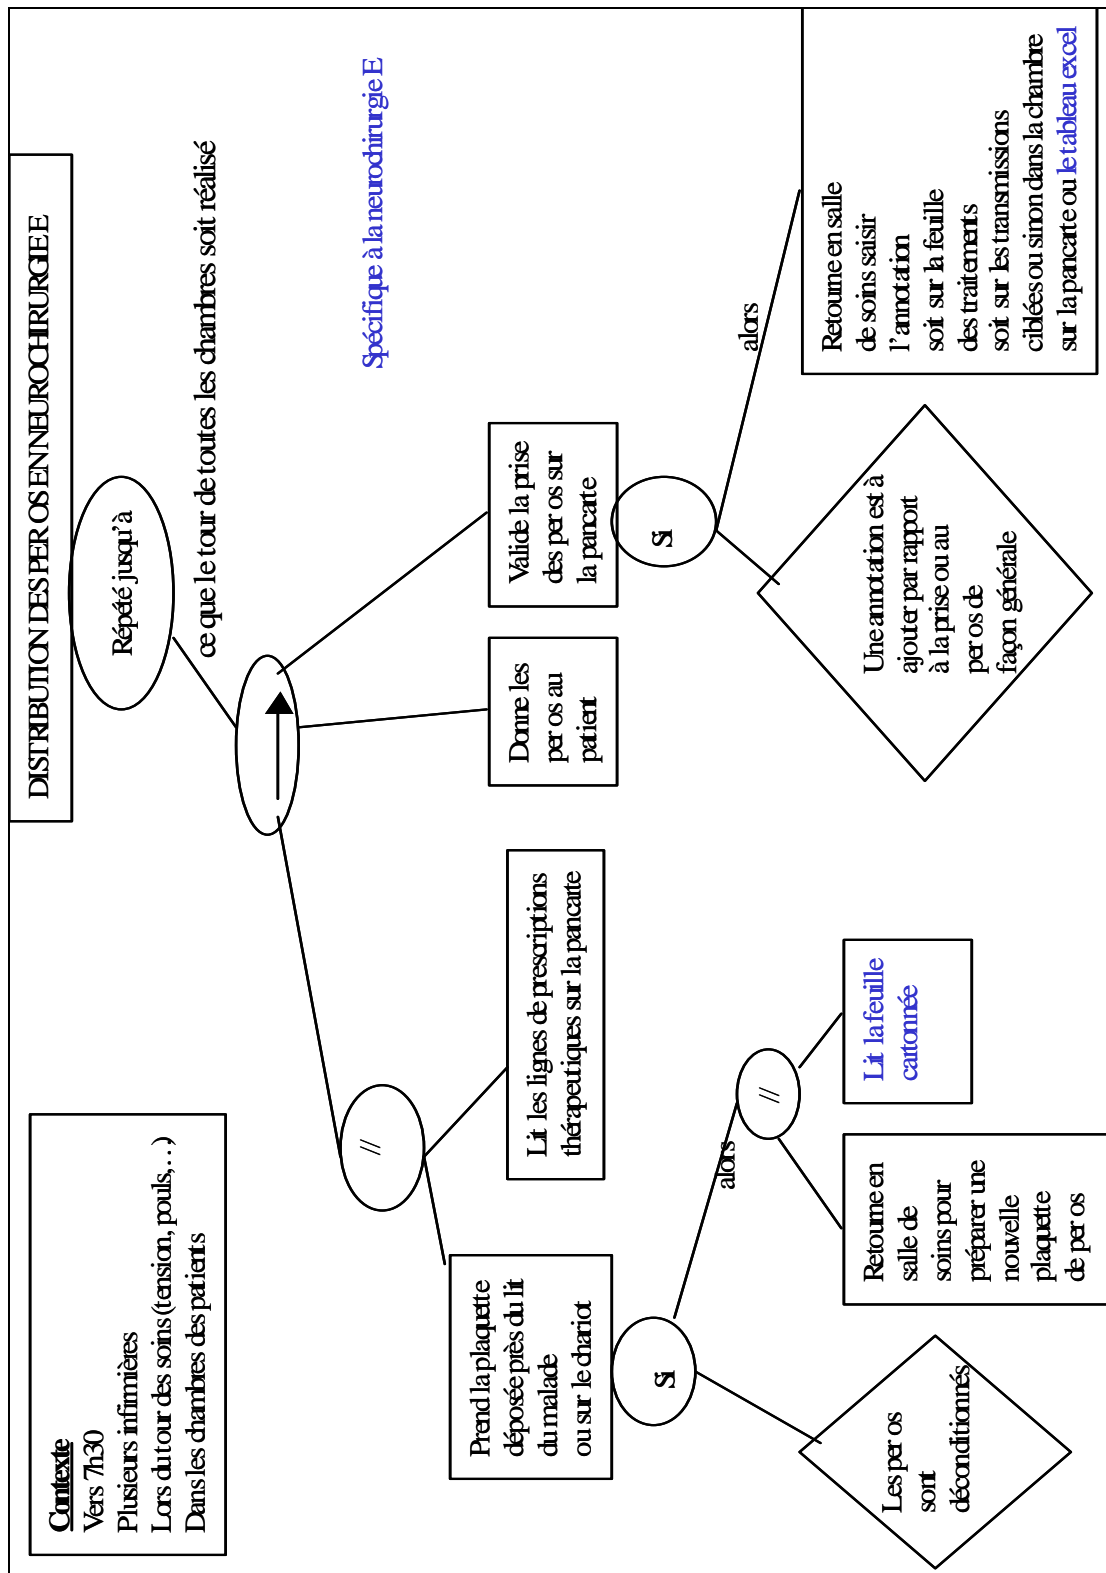 DISTRIBUTION DES PER OS EN NEUROCHIRURGIE E
Contexte
Vers 7h30
Plusieurs infirmières
Lors du tour des soins (tension, pouls,…)
Dans les chambres des patients
Répété jusqu'à
ce que le tour de toutes les chambres soit réalisé
Spécifique à la neurochirurgie E
//
Prend la plaquette
déposée près du lit
du malade
ou sur le chariot
Lit les lignes de prescriptions
thérapeutiques sur la pancarte
Donne les
per os au
patient
Valide la prise
des per os sur
la pancarte
Si
alors
Les per os
sont
déconditionnés
//
Retourne en
salle de
soins pour
préparer une
nouvelle
plaquette
de per os
Lit la feuille
cartonnée
Si
alors
Une annotation est à
ajouter par rapport
à la prise ou au
per os de
façon générale
Retourne en salle
de soins saisir
l'annotation
soit sur la feuille
des traitements
soit sur les transmissions
ciblées ou sinon dans la chambre
sur la pancarte ou le tableau excel